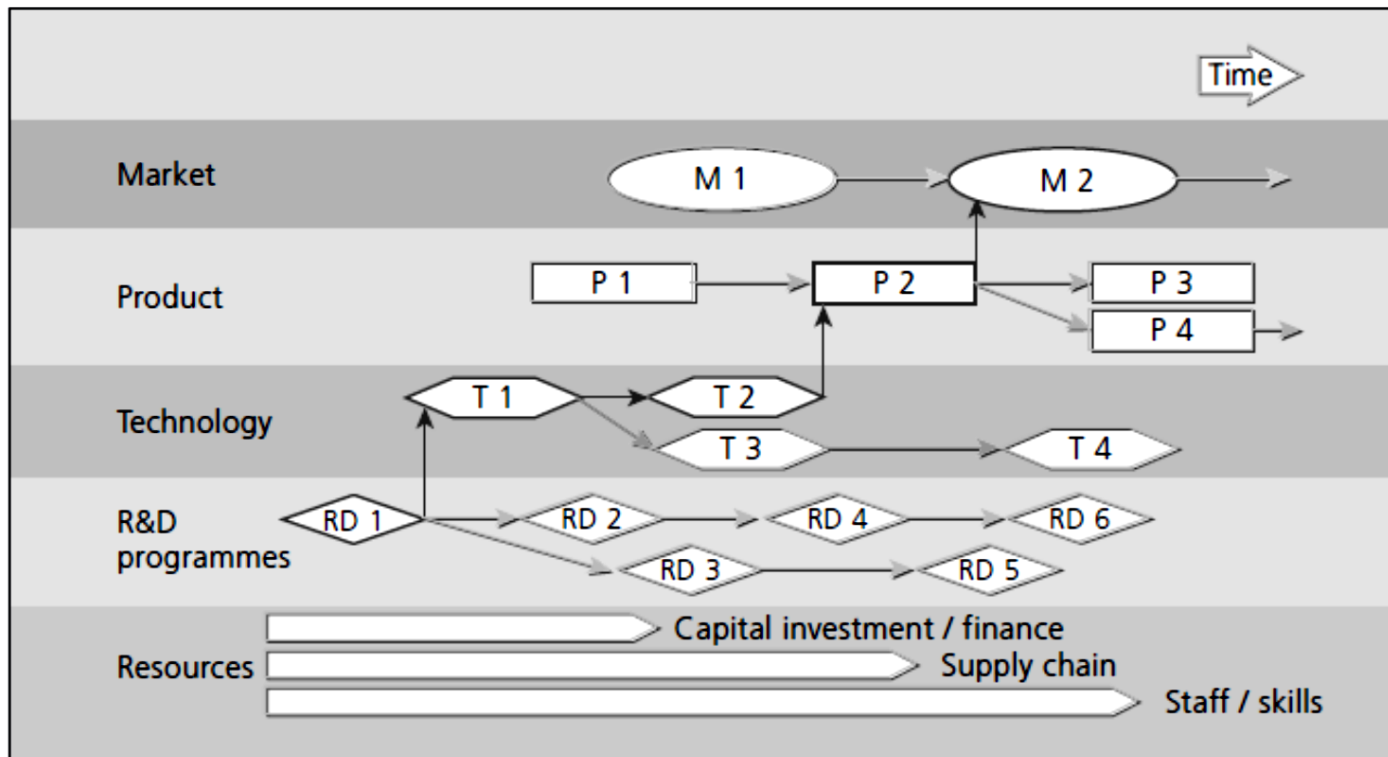 Time
Market
M 1
M 2
Product
P 1
P 2
P 3
P 4
Technology
T 1
T 2
T 3
T 4
R&D
programmes
RD 1
RD 2
RD 4
RD 6
RD 3
RD 5
Resources
Capital investment / finance
Supply chain
Staff / skills